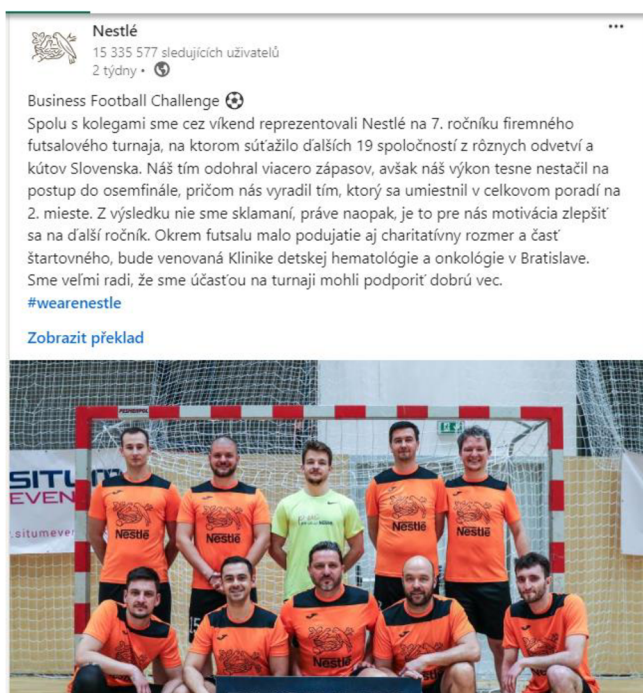 Nestlé
15 335 577 sledujících uživatelů
2 týdny •
Business Football Challenge
Spolu s kolegami sme cez víkend reprezentovali Nestlé na 7. ročníku firemného
futsalového turnaja, na ktorom súťažilo ďalších 19 spoločností z rôznych odvetví a
kútov Slovenska. Náš tím odohral viacero zápasov, avšak náš výkon tesne nestačil na
postup do osemfinále, pričom nás vyradil tím, ktorý sa umiestnil v celkovom poradí na
2. mieste. Z výsledku nie sme sklamaní, práve naopak, je to pre nás motivácia zlepšiť
sa na ďalší ročník. Okrem futsalu malo podujatie aj charitatívny rozmer a časť
štartovného, bude venovaná Klinike detskej hematológie a onkológie v Bratislave.
Sme veľmi radi, že sme účasťou na turnaji mohli podporiť dobrú vec.
#wearenestle
Zobrazit překlad
PESMENPOL
SITUM
EVEN
.situmever
Nestlé
Nestlé
Nestlé
Nestlé
Nestlé
Nestlé
Nestlé